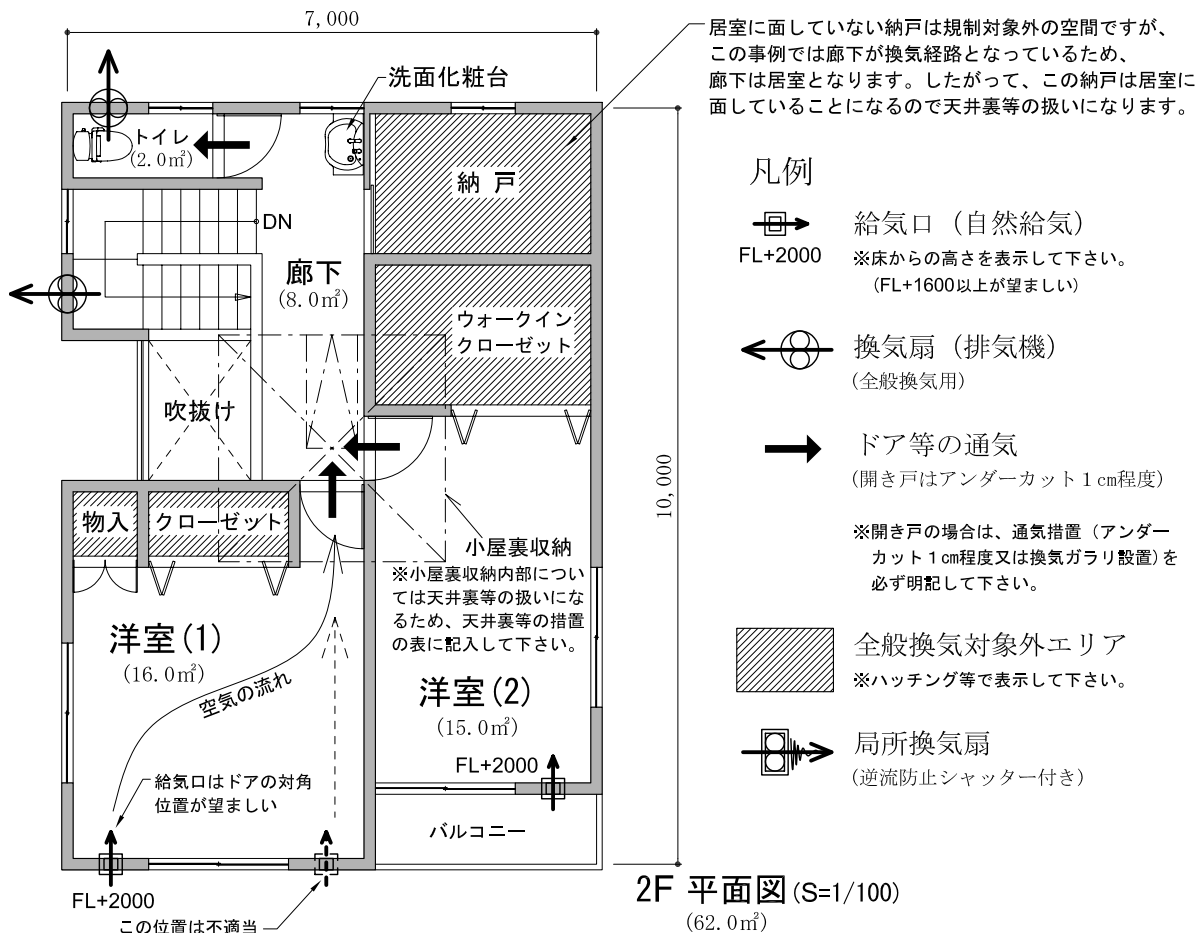 7,000
居室に面していない納戸は規制対象外の空間ですが、
この事例では廊下が換気経路となっているため、
廊下は居室となります。したがって、この納戸は居室に
面していることになるので天井裏等の扱いになります。
洗面化粧台
トイレ
(2.0㎡)
納 戸
DN
廊下
(8.0㎡)
ウォークイン
クローゼット
吹抜け
10,000
物入
クローゼット
小屋裏収納
※小屋裏収納内部につい
ては天井裏等の扱いにな
るため、天井裏等の措置
の表に記入して下さい。
洋室(1)
(16.0㎡)
空気の流れ
洋室(2)
(15.0㎡)
FL+2000
給気口はドアの対角
位置が望ましい
バルコニー
FL+2000
この位置は不適当
2F 平面図(S=1/100)
(62.0㎡)
凡例
給気口（自然給気）
FL+2000
※床からの高さを表示して下さい。
(FL+1600以上が望ましい)
換気扇（排気機）
(全般換気用)
ドア等の通気
(開き戸はアンダーカット１㎝程度)
※開き戸の場合は、通気措置（アンダー
カット１㎝程度又は換気ガラリ設置)を
必ず明記して下さい。
全般換気対象外エリア
※ハッチング等で表示して下さい。
局所換気扇
(逆流防止シャッター付き)